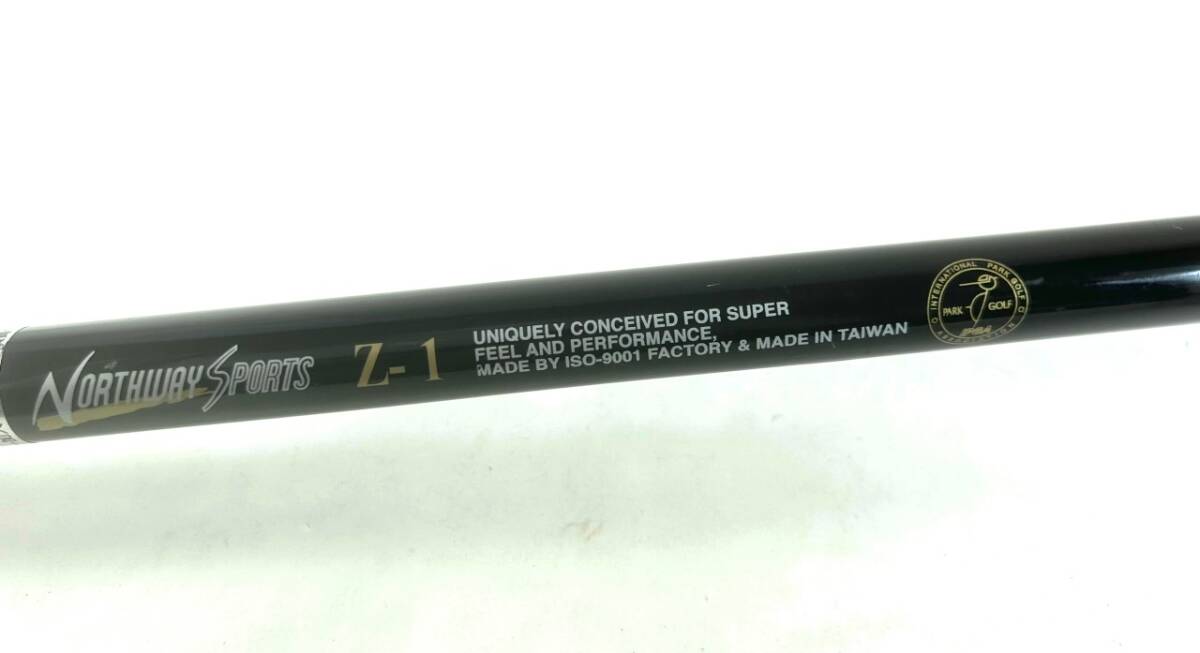 NORTHWAY SPORTS
Z-1
UNIQUELY CONCEIVED FOR SUPER
FEEL AND PERFORMANCE,
MADE BY ISO-9001 FACTORY & MADE IN TAIWAN
INTERNATIONAL PARK GOLF
PARK GOLF
IPGA
ASSOCIATION